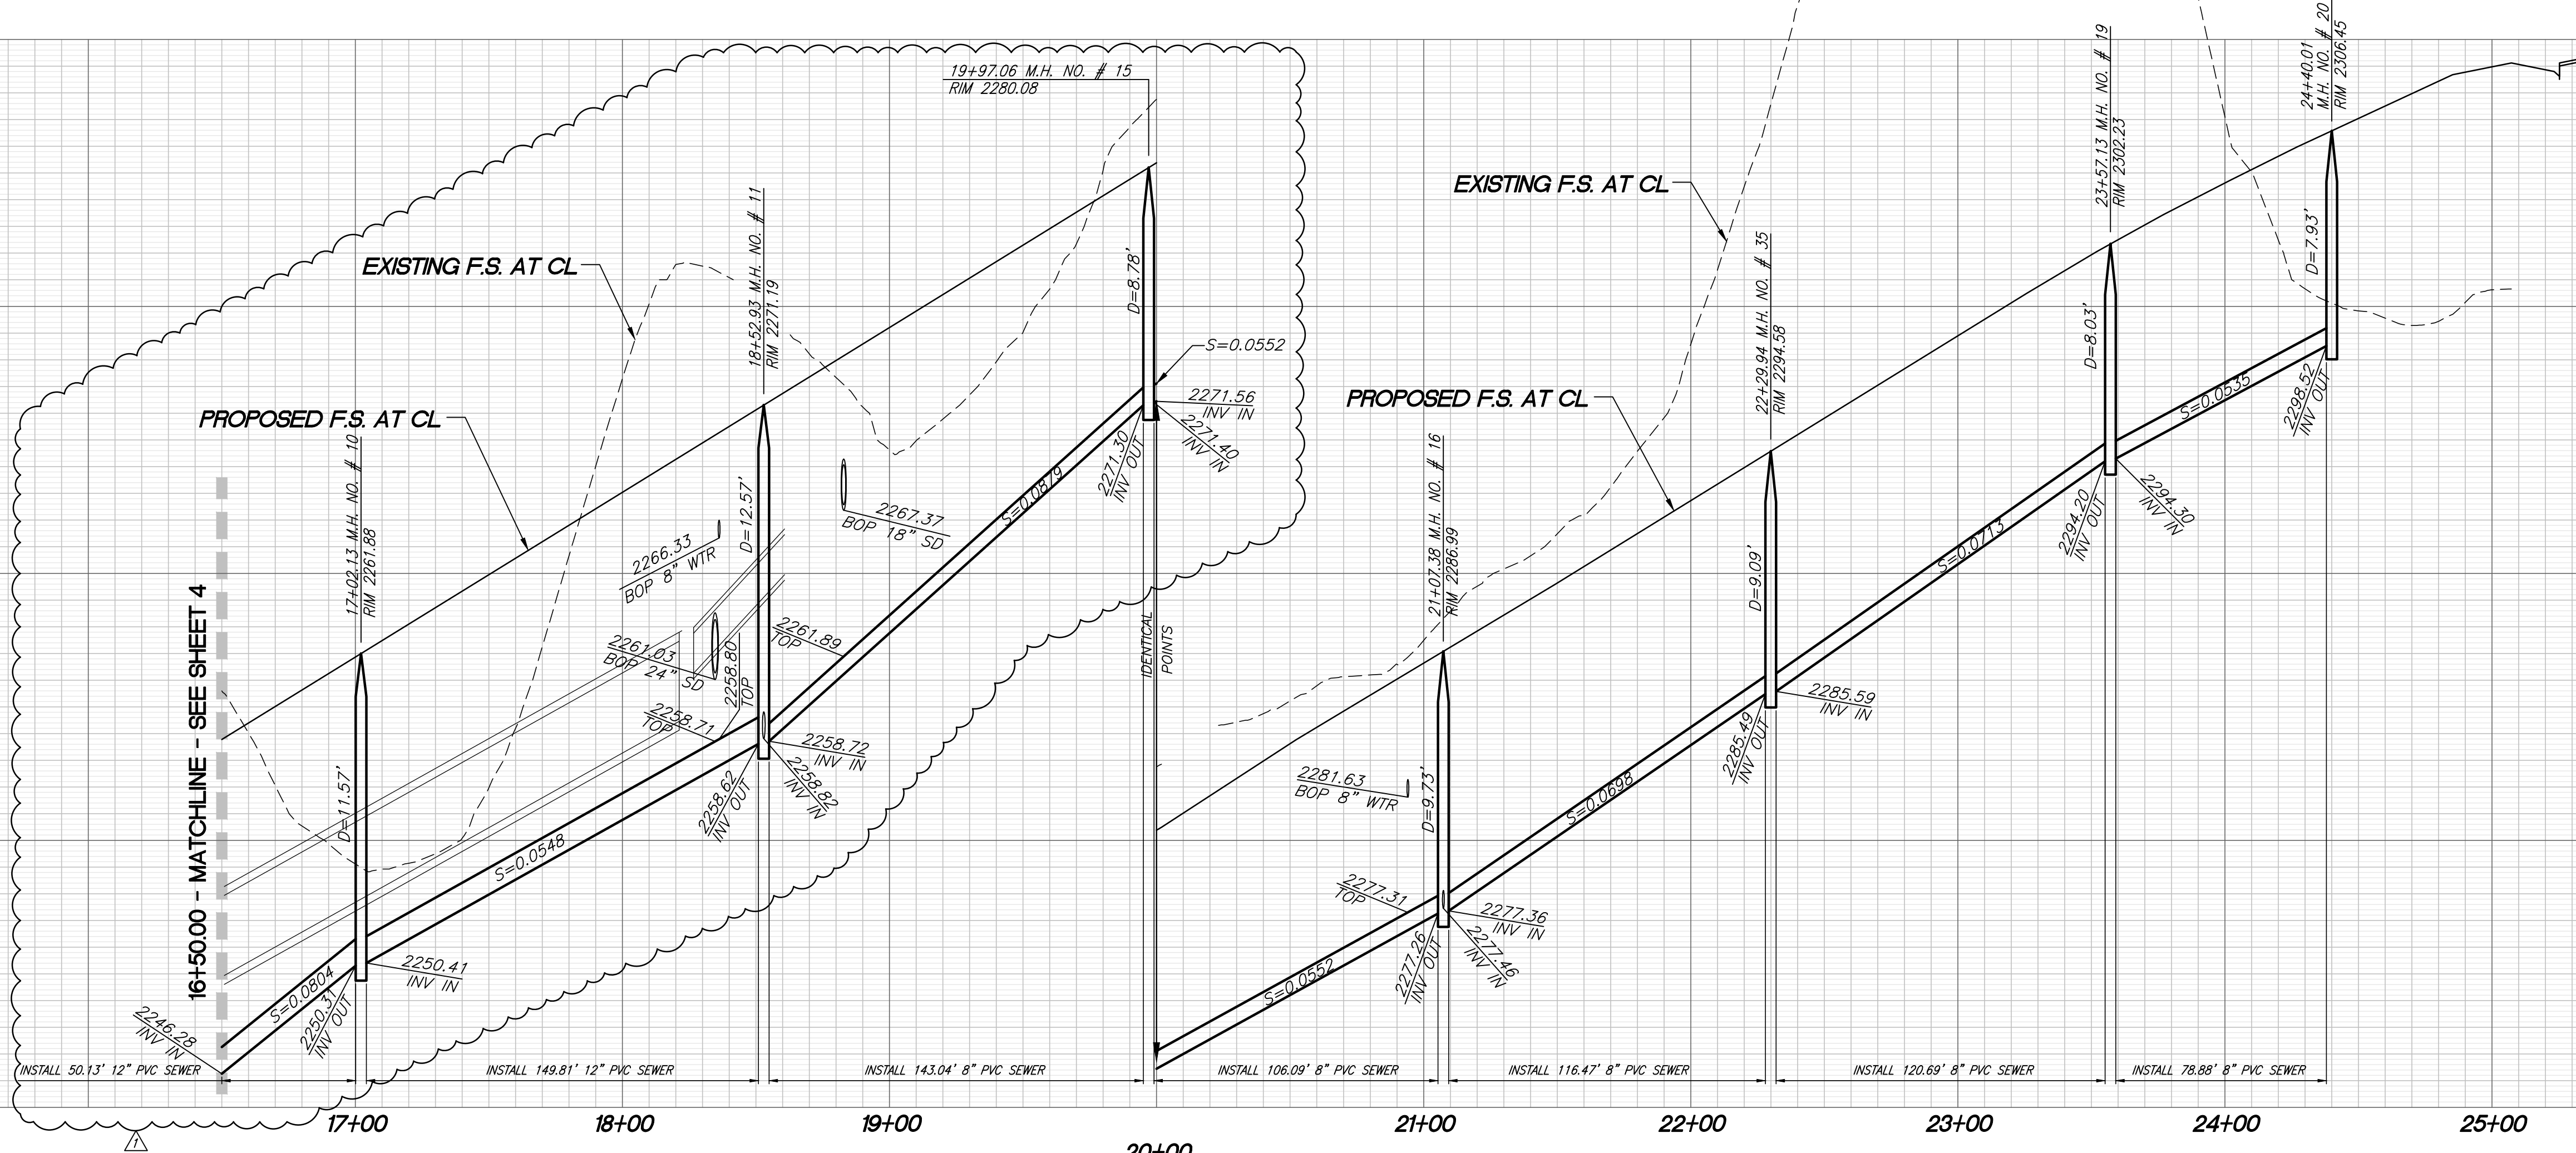 19+97.06 M.H. NO. # 15
RIM 2280.08
EXISTING F.S. AT CL
PROPOSED F.S. AT CL
16+50.00 - MATCHLINE - SEE SHEET 4
17+02.13 M.H. NO. # 10
RIM 2261.88
D=11.57'
2246.28
INV IN
S=0.0804
2250.31
INV OUT
2250.41
INV IN
S=0.0548
18+52.93 M.H. NO. # 11
RIM 2271.19
D=12.57'
2266.33
BOP 8" WTR
2261.03
BOP 24" SD
2258.80
TOP
2258.71
TOP
2261.89
TOP
2267.37
BOP 18" SD
2258.62
INV OUT
2258.72
INV IN
2258.82
INV IN
S=0.0879
D=8.78'
S=0.0552
2271.56
INV IN
2271.40
INV IN
2271.30
INV OUT
IDENTICAL
POINTS
EXISTING F.S. AT CL
PROPOSED F.S. AT CL
21+07.38 M.H. NO. # 16
RIM 2286.99
D=9.73'
2281.63
BOP 8" WTR
2277.31
TOP
S=0.0552
2277.26
INV OUT
2277.36
INV IN
2277.46
INV IN
S=0.0698
22+29.94 M.H. NO. # 35
RIM 2294.58
D=9.09'
2285.49
INV OUT
2285.59
INV IN
S=0.0713
23+57.13 M.H. NO. # 19
RIM 2302.23
D=8.03'
2294.20
INV OUT
2294.30
INV IN
S=0.0535
24+40.01
M.H. NO. # 20
RIM 2306.45
D=7.93'
2298.52
INV OUT
INSTALL 50.13' 12" PVC SEWER
INSTALL 149.81' 12" PVC SEWER
INSTALL 143.04' 8" PVC SEWER
INSTALL 106.09' 8" PVC SEWER
INSTALL 116.47' 8" PVC SEWER
INSTALL 120.69' 8" PVC SEWER
INSTALL 78.88' 8" PVC SEWER
17+00
18+00
19+00
20+00
21+00
22+00
23+00
24+00
25+00
1